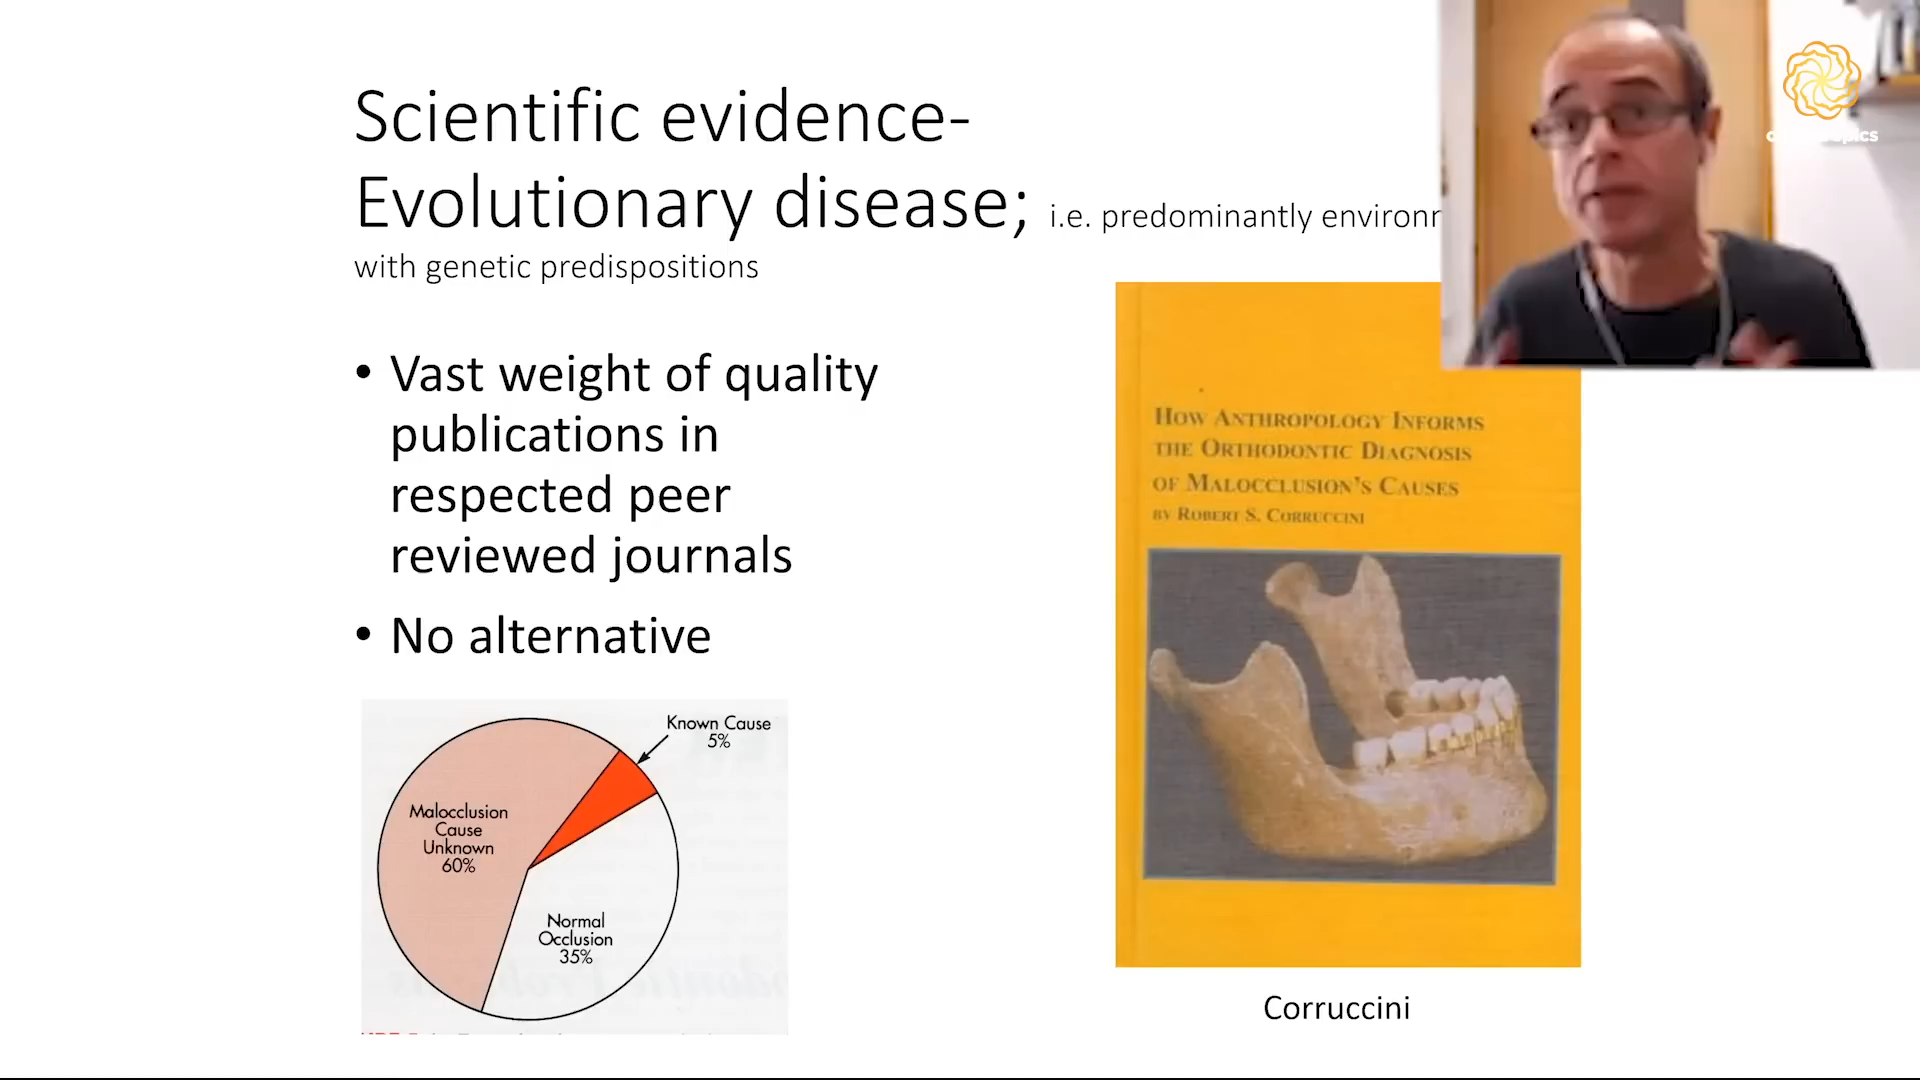 Scientific evidence-
Evolutionary disease; i.e. predominantly
with genetic predispositions
• Vast weight of quality
publications in
respected peer
reviewed journals
• No alternative
Known Cause
5%
Malocclusion
Cause
Unknown
60%
Normal
Occlusion
35%
How Anthropology Informs
the Orthodontic Diagnosis
of Malocclusion's Causes
by Robert S. Corruccini
Corruccini